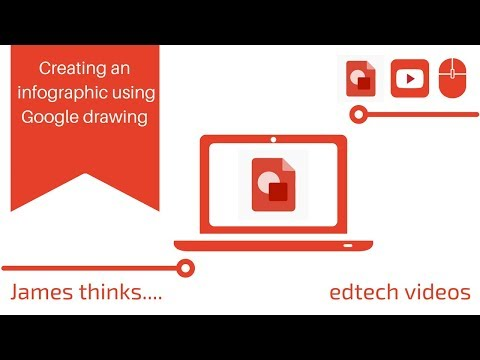 Creating an
infographic using
Google drawing
James thinks....
edtech videos